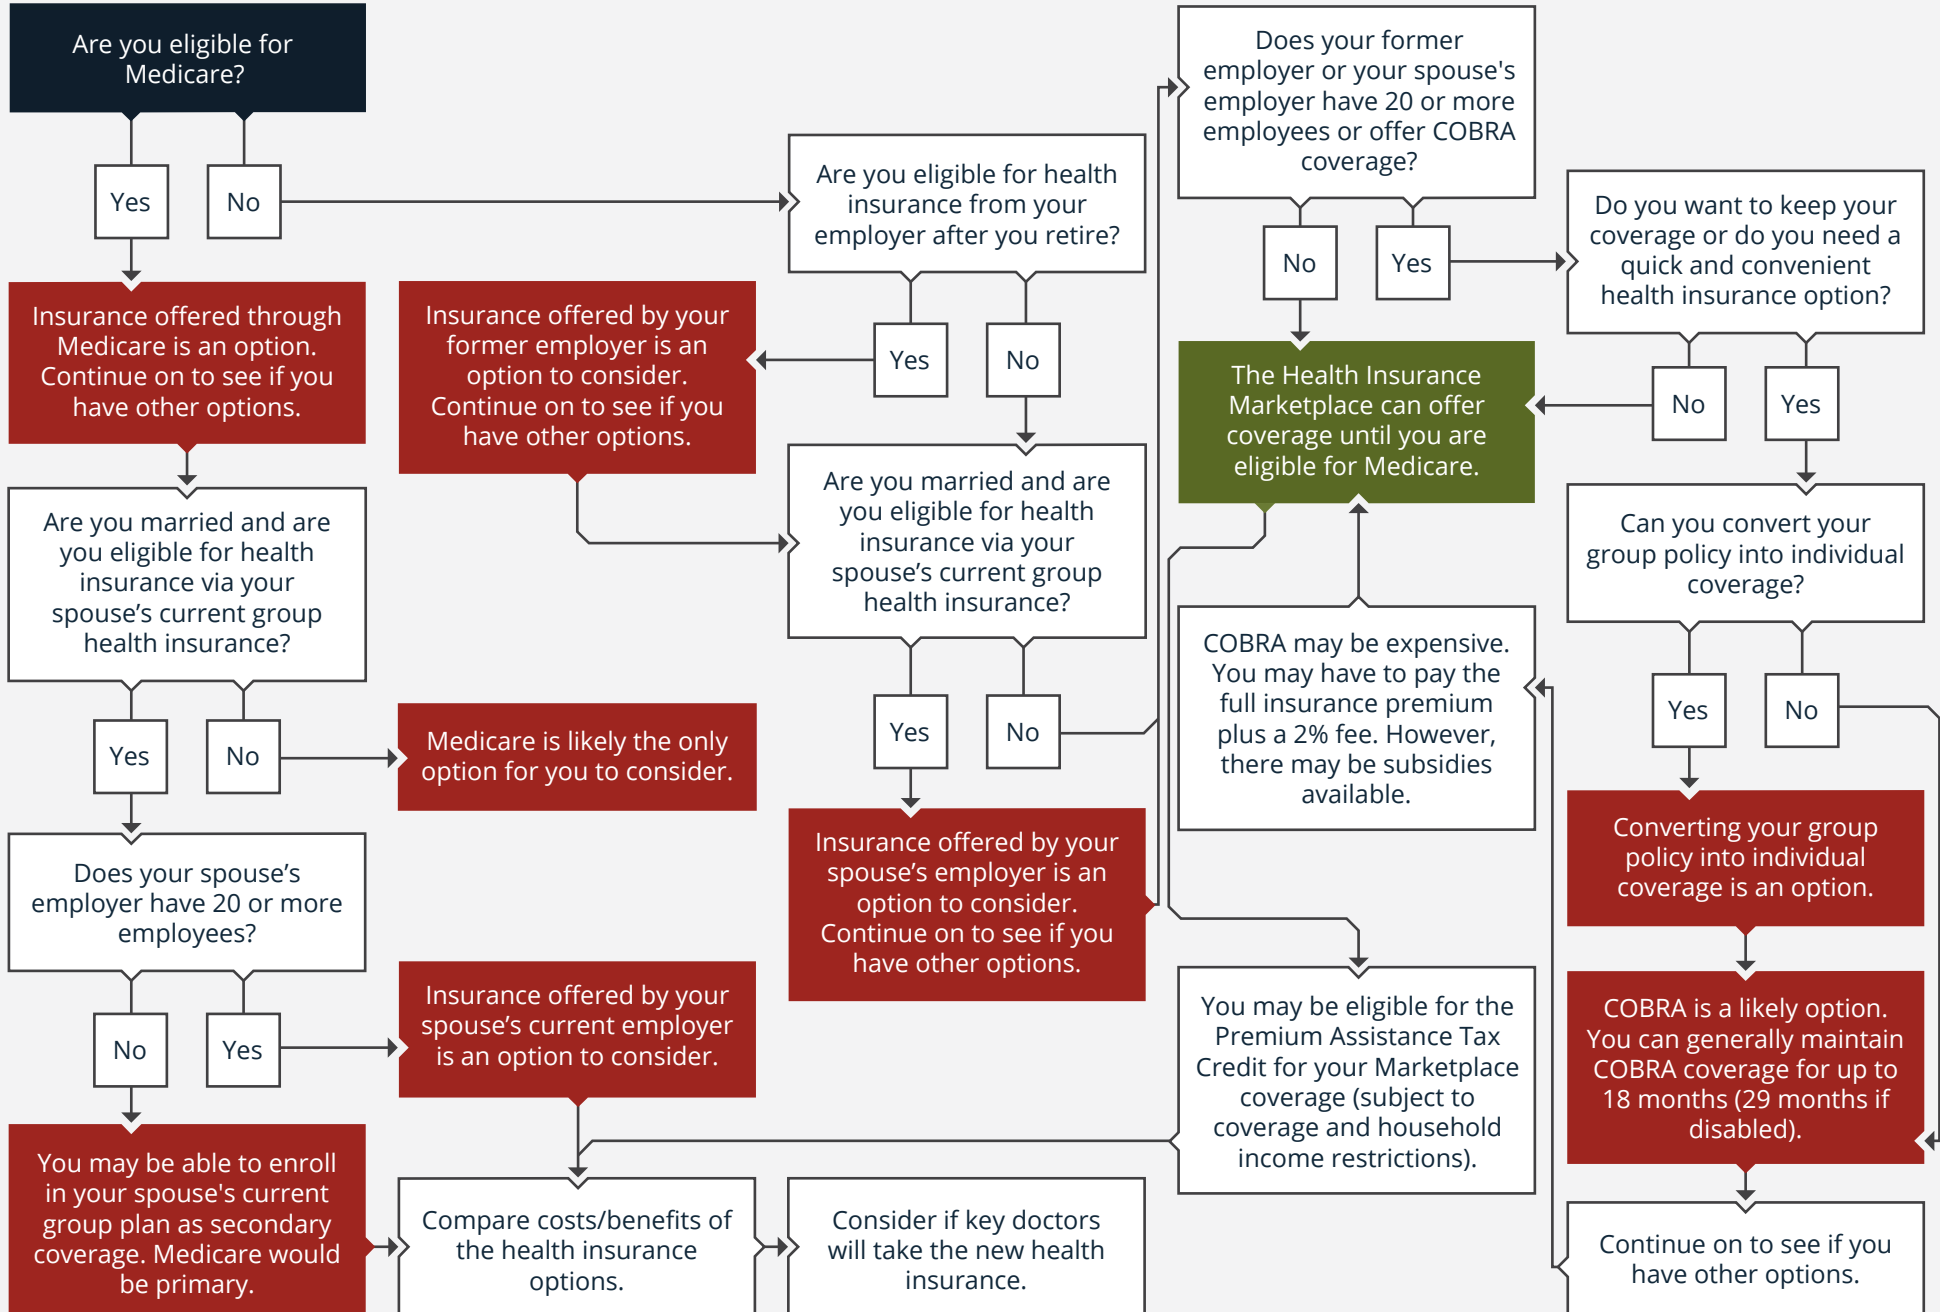 Are you eligible for
Medicare?
Yes
No
Insurance offered through
Medicare is an option.
Continue on to see if you
have other options.
Are you married and are
you eligible for health
insurance via your
spouse’s current group
health insurance?
Yes
No
Medicare is likely the only
option for you to consider.
Does your spouse’s
employer have 20 or more
employees?
No
Yes
Insurance offered by your
spouse’s current employer
is an option to consider.
You may be able to enroll
in your spouse's current
group plan as secondary
coverage. Medicare would
be primary.
Compare costs/benefits of
the health insurance
options.
Consider if key doctors
will take the new health
insurance.
Are you eligible for health
insurance from your
employer after you retire?
Yes
No
Insurance offered by your
former employer is an
option to consider.
Continue on to see if you
have other options.
Are you married and are
you eligible for health
insurance via your
spouse’s current group
health insurance?
Yes
No
Insurance offered by your
spouse’s employer is an
option to consider.
Continue on to see if you
have other options.
Does your former
employer or your spouse's
employer have 20 or more
employees or offer COBRA
coverage?
No
Yes
The Health Insurance
Marketplace can offer
coverage until you are
eligible for Medicare.
COBRA may be expensive.
You may have to pay the
full insurance premium
plus a 2% fee. However,
there may be subsidies
available.
You may be eligible for the
Premium Assistance Tax
Credit for your Marketplace
coverage (subject to
coverage and household
income restrictions).
Do you want to keep your
coverage or do you need a
quick and convenient
health insurance option?
No
Yes
Can you convert your
group policy into individual
coverage?
Yes
No
Converting your group
policy into individual
coverage is an option.
COBRA is a likely option.
You can generally maintain
COBRA coverage for up to
18 months (29 months if
disabled).
Continue on to see if you
have other options.